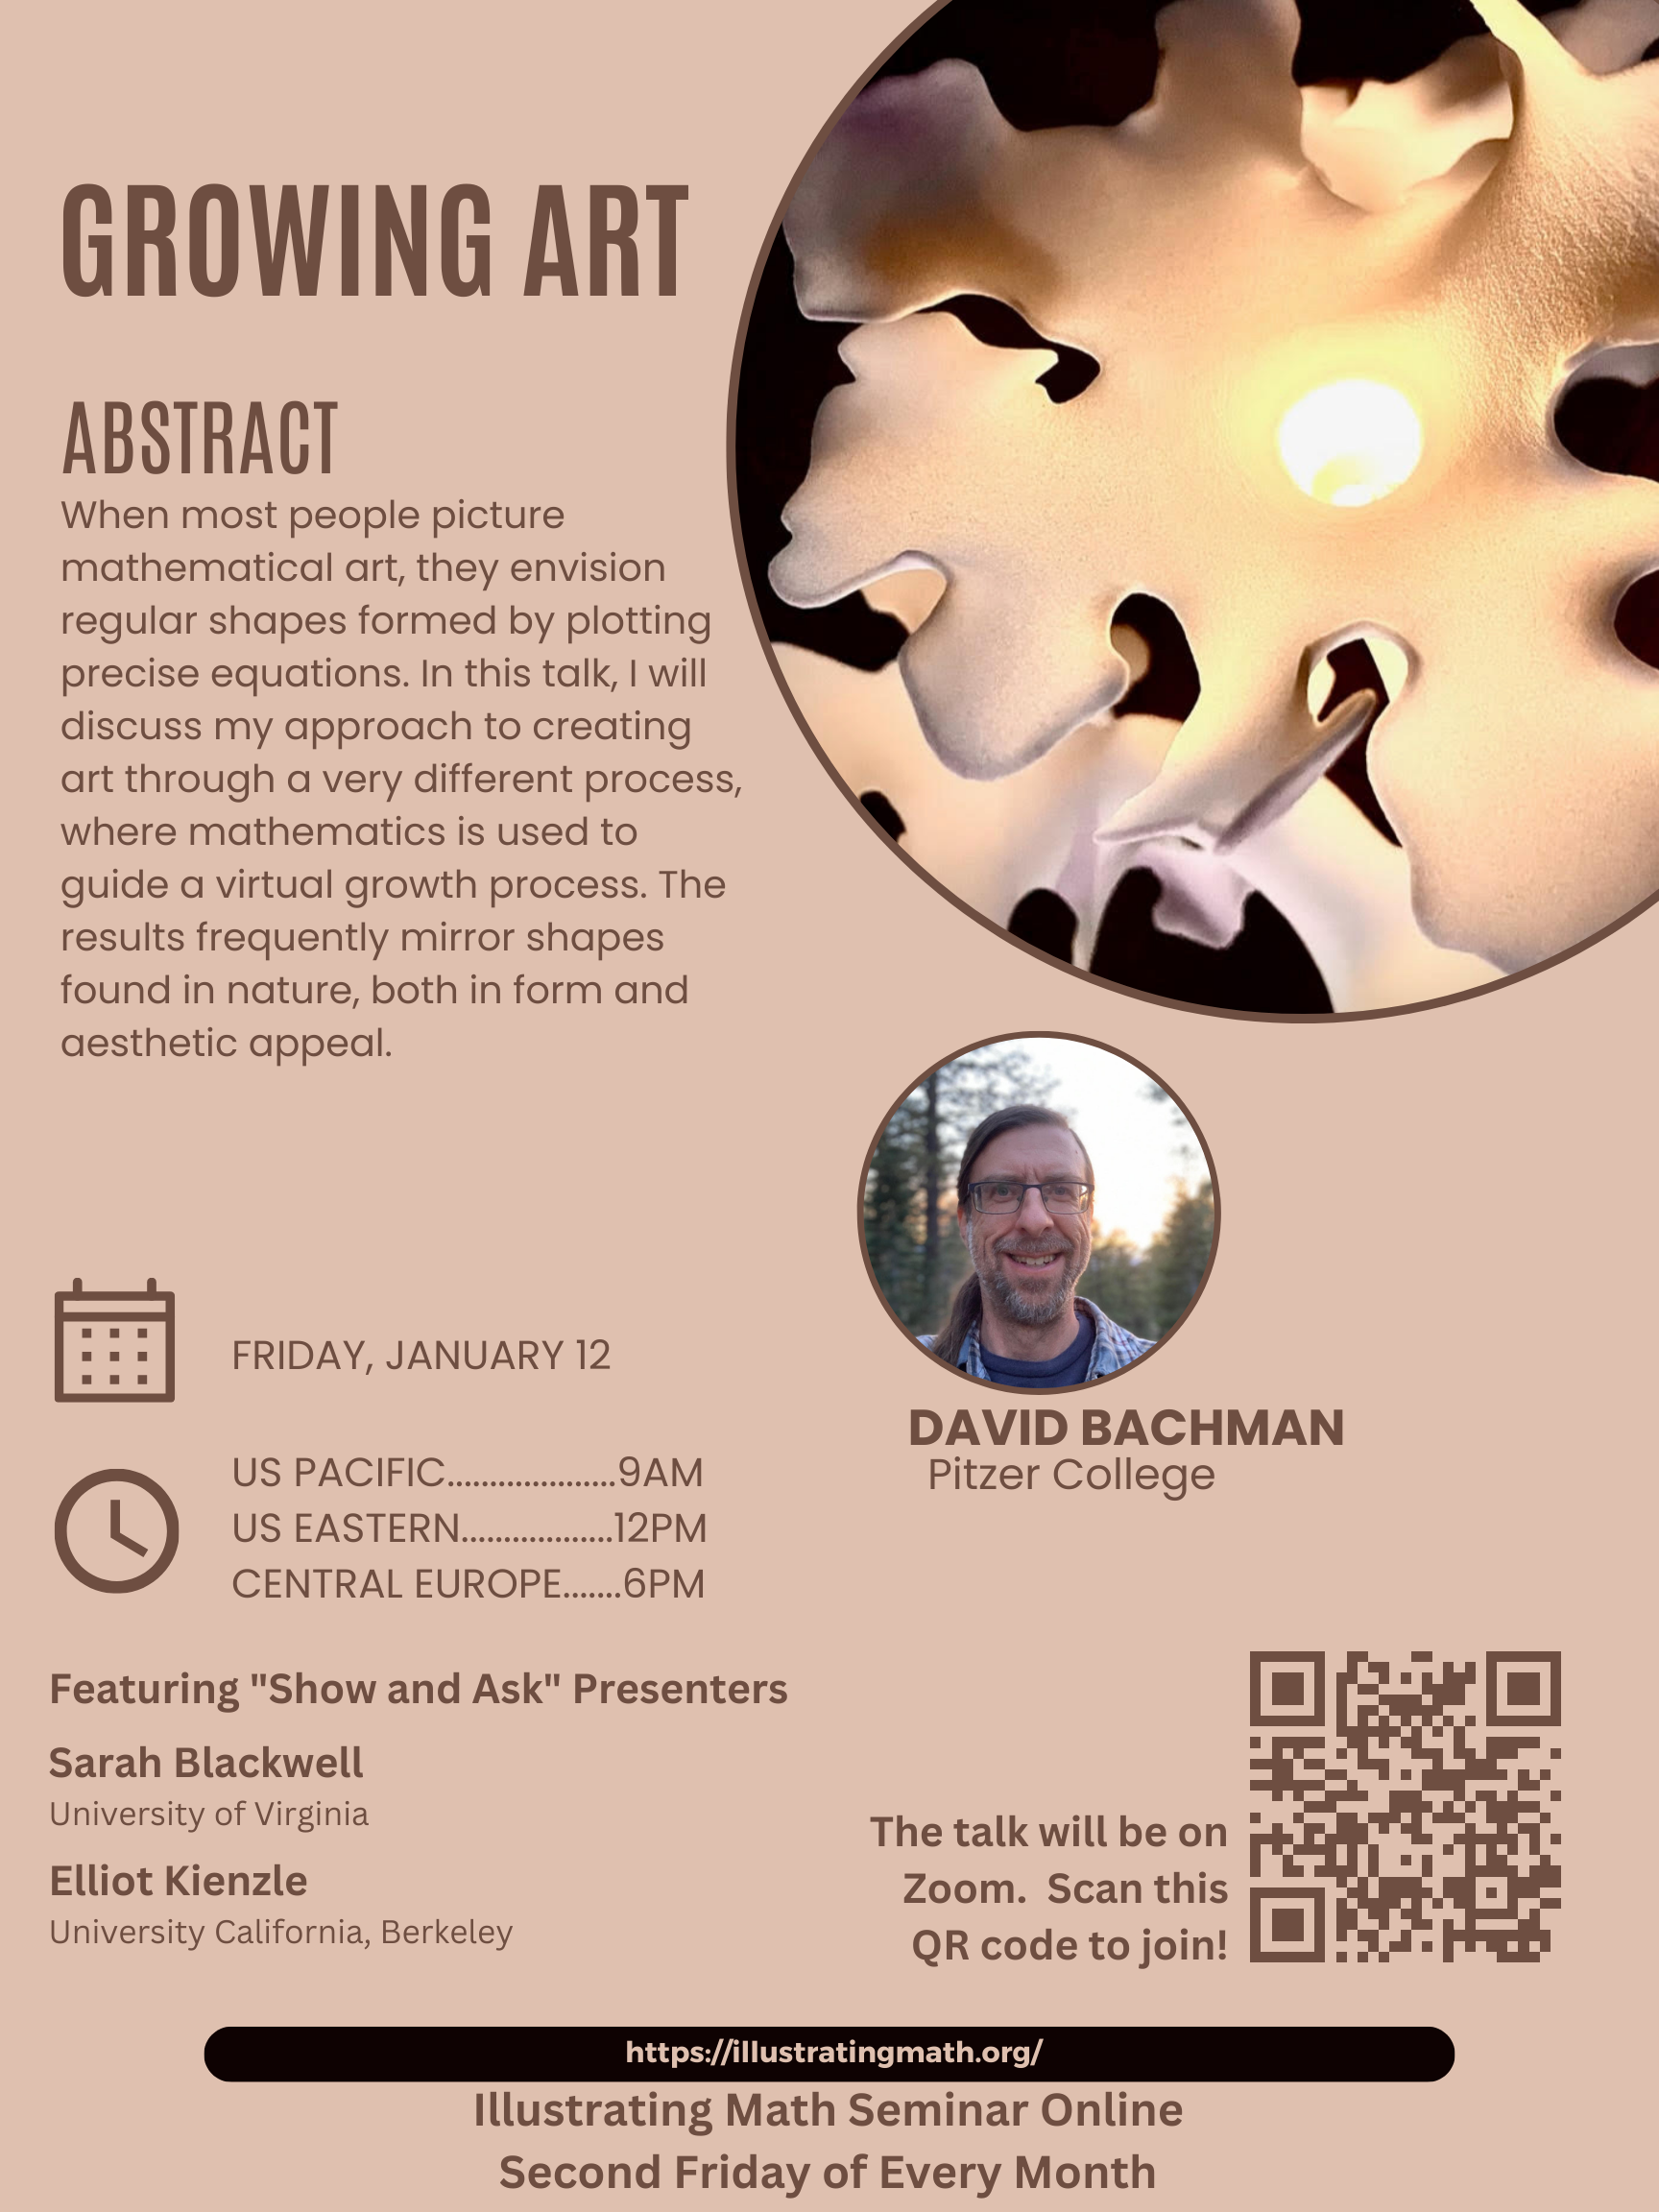 GROWING ART
ABSTRACT
When most people picture
mathematical art, they envision
regular shapes formed by plotting
precise equations. In this talk, I will
discuss my approach to creating
art through a very different process,
where mathematics is used to
guide a virtual growth process. The
results frequently mirror shapes
found in nature, both in form and
aesthetic appeal.
DAVID BACHMAN
Pitzer College
FRIDAY, JANUARY 12
US PACIFIC....................9AM
US EASTERN..................12PM
CENTRAL EUROPE.......6PM
Featuring "Show and Ask" Presenters
Sarah Blackwell
University of Virginia
Elliot Kienzle
University California, Berkeley
The talk will be on
Zoom.  Scan this
QR code to join!
https://illustratingmath.org/
Illustrating Math Seminar Online
Second Friday of Every Month